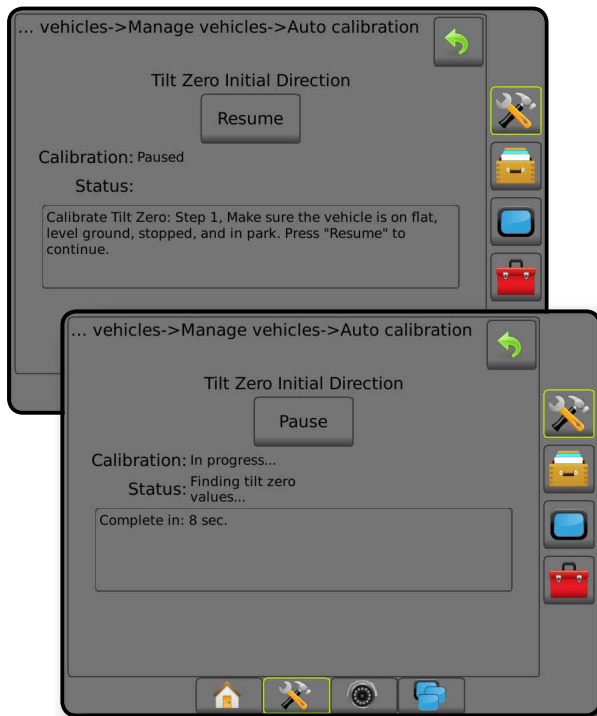 ... vehicles->Manage vehicles->Auto calibration
Tilt Zero Initial Direction
Resume
Calibration: Paused
Status:
Calibrate Tilt Zero: Step 1, Make sure the vehicle is on flat,
level ground, stopped, and in park. Press "Resume" to
continue.
... vehicles->Manage vehicles->Auto calibration
Tilt Zero Initial Direction
Pause
Calibration: In progress...
Status: Finding tilt zero
values...
Complete in: 8 sec.